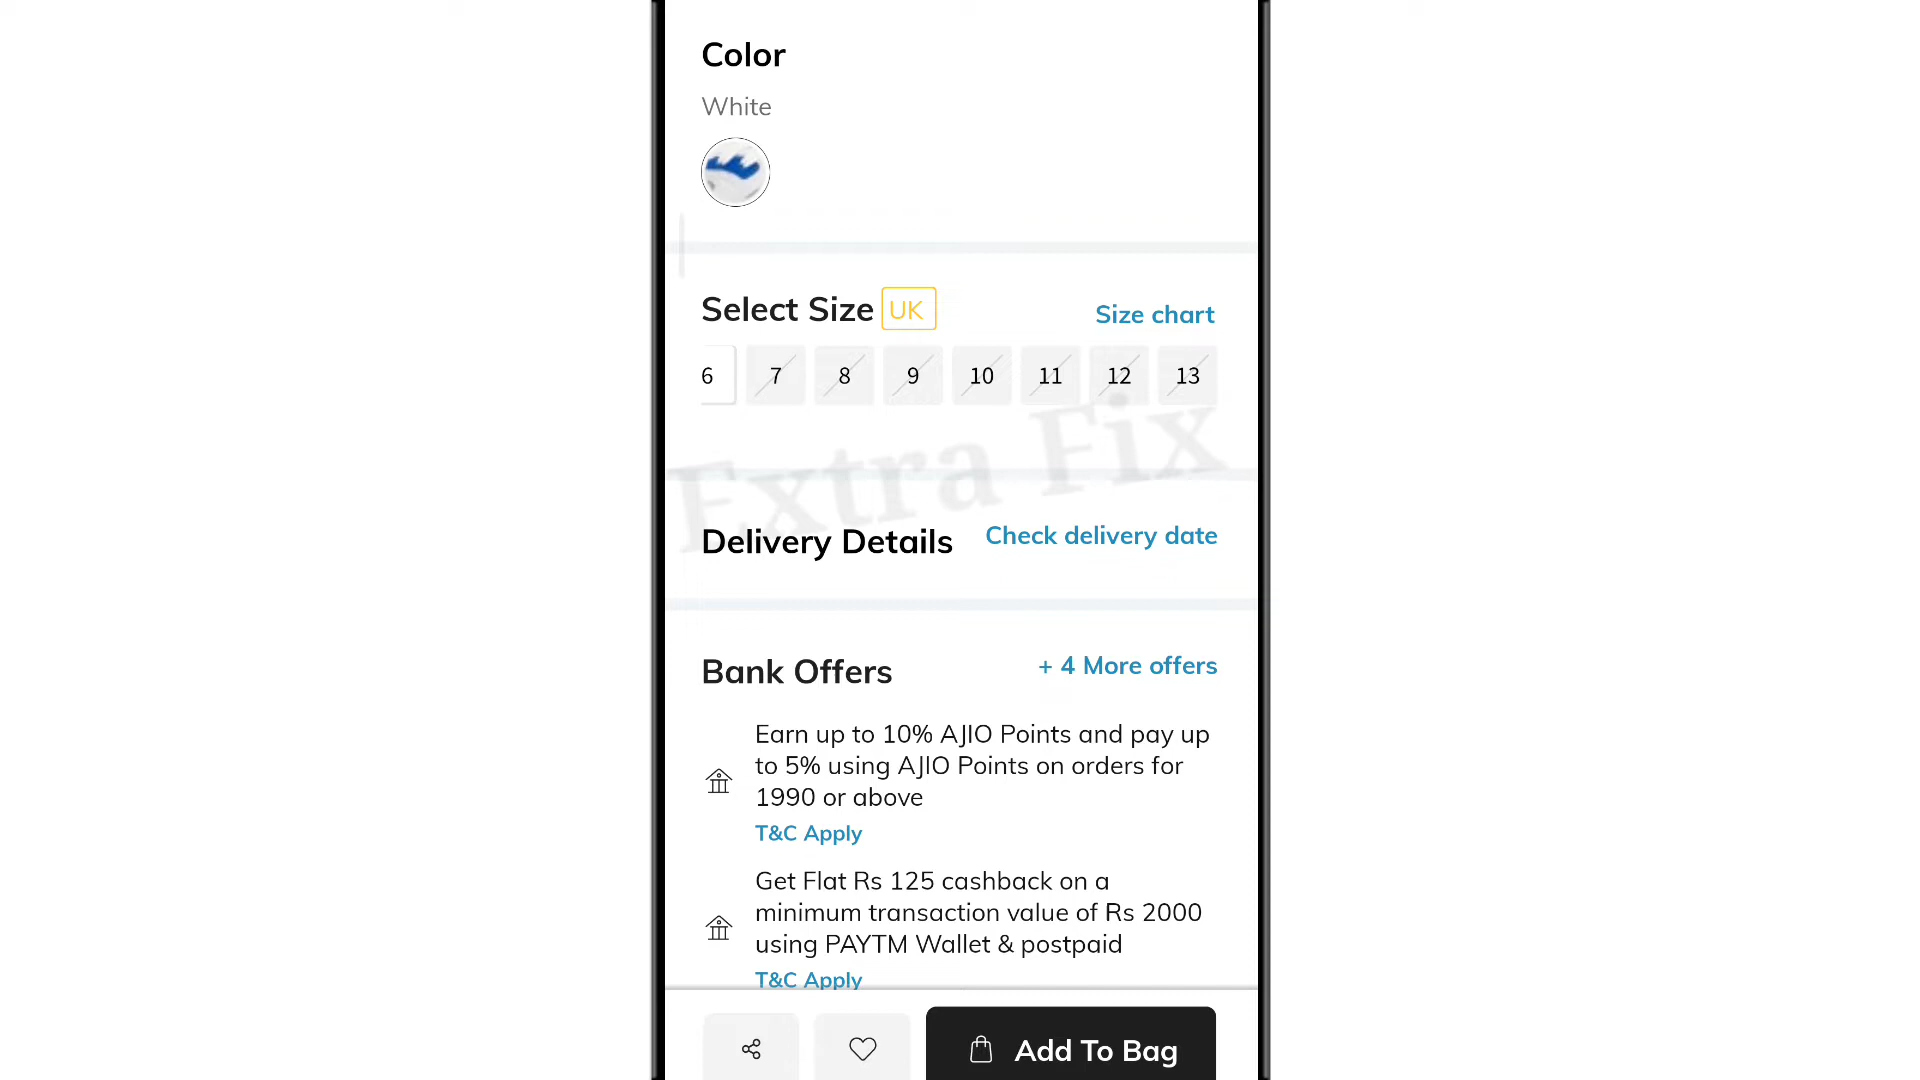 Color
White
Select Size UK Size chart
6 7 8 9 10 11 12 13
Extra Fix
Delivery Details Check delivery date
Bank Offers + 4 More offers
Earn up to 10% AJIO Points and pay up
to 5% using AJIO Points on orders for
1990 or above
T&C Apply
Get Flat Rs 125 cashback on a
minimum transaction value of Rs 2000
using PAYTM Wallet & postpaid
T&C Apply
Add To Bag